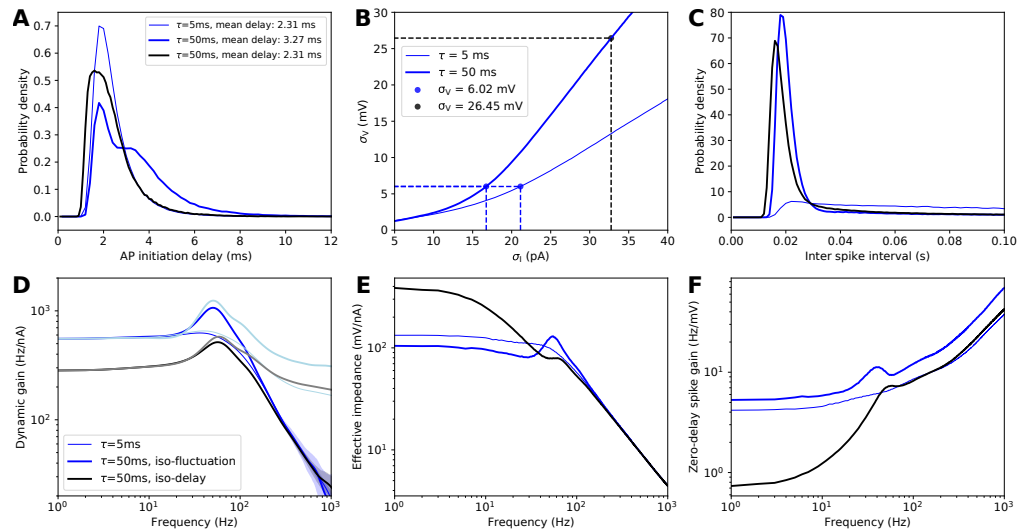 A
Probability density
0.7
0.6
0.5
0.4
0.3
0.2
0.1
0.0
τ=5ms, mean delay: 2.31 ms
τ=50ms, mean delay: 3.27 ms
τ=50ms, mean delay: 2.31 ms
0 2 4 6 8 10 12
AP initiation delay (ms)
B
σV (mV)
30
25
20
15
10
5
0
τ = 5 ms
τ = 50 ms
σV = 6.02 mV
σV = 26.45 mV
5 10 15 20 25 30 35 40
σI (pA)
C
Probability density
80
70
60
50
40
30
20
10
0
0.00 0.02 0.04 0.06 0.08 0.10
Inter spike interval (s)
D
Dynamic gain (Hz/nA)
10³
10²
τ=5ms
τ=50ms, iso-fluctuation
τ=50ms, iso-delay
10⁰ 10¹ 10² 10³
Frequency (Hz)
E
Effective impedance (mV/nA)
10²
10¹
10⁰ 10¹ 10² 10³
Frequency (Hz)
F
Zero-delay spike gain (Hz/mV)
10¹
10⁰
10⁰ 10¹ 10² 10³
Frequency (Hz)